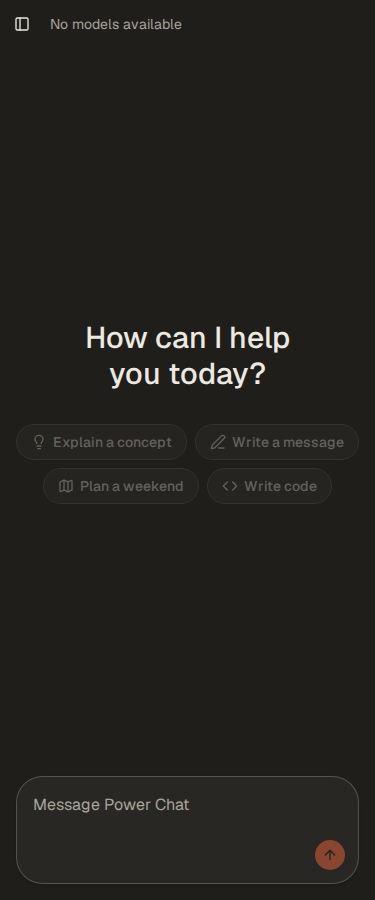 No models available
How can I help
you today?
Explain a concept
Write a message
Plan a weekend
Write code
Message Power Chat